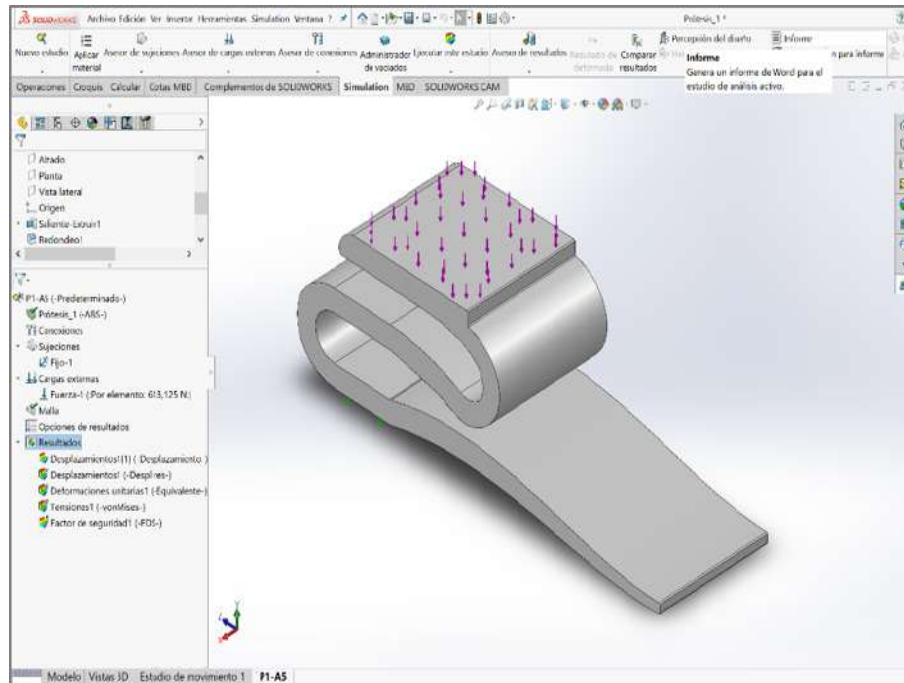 SOLIDWORKS Archivo Edición Ver Insertar Herramientas Simulation Ventana ? Prótesis_1 *
Nuevo estudio Aplicar material Asesor de sujeciones Asesor de cargas externas Asesor de conexiones Administrador de vaciados Ejecutar este estudio Asesor de resultados Resultado de deformada Comparar resultados Percepción del diseño Informe n para informe
Informe
Genera un informe de Word para el
estudio de análisis activo.
Operaciones Croquis Calcular Cotas MBD Complementos de SOLIDWORKS Simulation MBD SOLIDWORKS CAM
Alzado
Planta
Vista lateral
Origen
Saliente-Extruir1
Redondeo1
P1-A5 (-Predeterminado-)
Prótesis_1 (-ABS-)
Conexiones
Sujeciones
Fijo-1
Cargas externas
Fuerza-1 (:Por elemento: 613,125 N:)
Malla
Opciones de resultados
Resultados
Desplazamientos1(1) (-Desplazamiento
Desplazamientos1 (-Despl res-)
Deformaciones unitarias1 (-Equivalente-)
Tensiones1 (-vonMises-)
Factor de seguridad1 (-FDS-)
Modelo Vistas 3D Estudio de movimiento 1 P1-A5